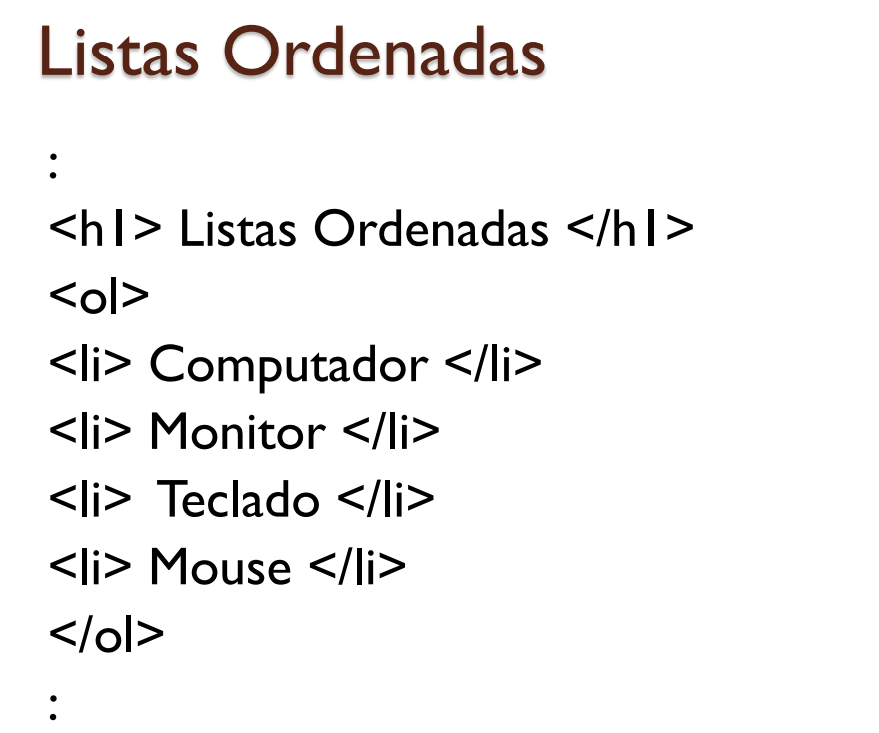 Listas Ordenadas
:
<h1> Listas Ordenadas </h1>
<ol>
<li> Computador </li>
<li> Monitor </li>
<li> Teclado </li>
<li> Mouse </li>
</ol>
: